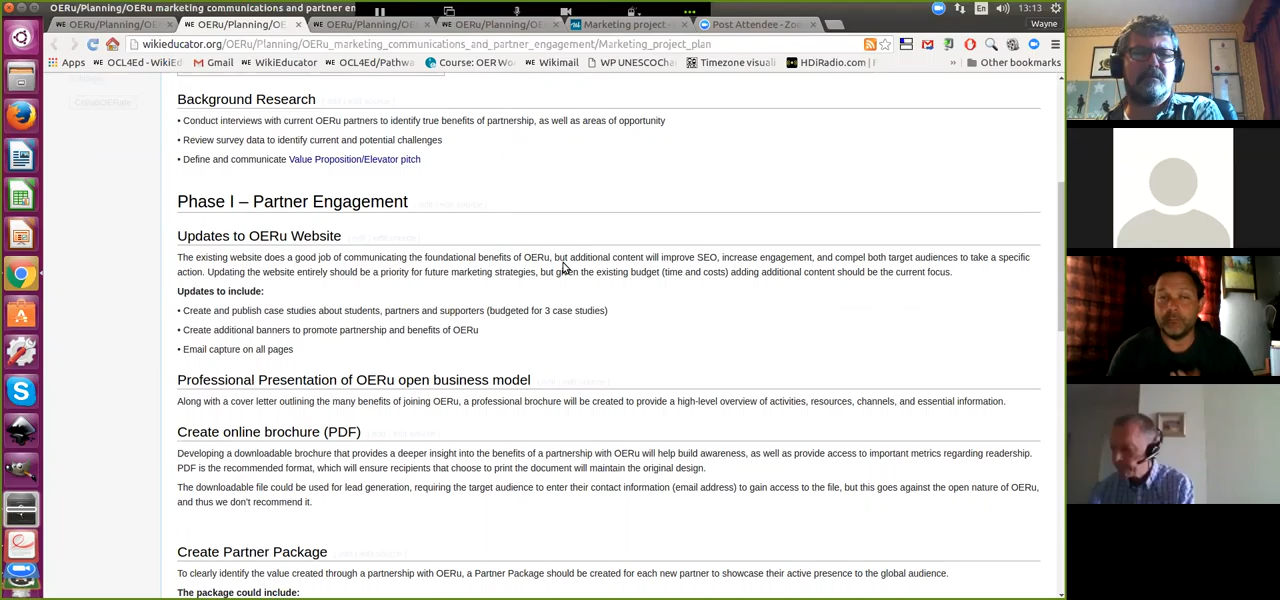 OERu/Planning/OERu marketing communications and partner en
En
13:13
OERu/Planning/OE
OERu/Planning/OE
OERu/Planning/OE
OERu/Planning/OE
Marketing project -
Post Attendee - Zoo
Wayne
wikieducator.org/OERu/Planning/OERu_marketing_communications_and_partner_engagement/Marketing_project_plan
Apps
OCL4Ed - WikiEd
Gmail
WikiEducator
OCL4Ed/Pathw
Course: OER Wo
Wikimail
WP UNESCOCha
Timezone visuali
HDiRadio.com | F
»
Other bookmarks
Background Research
• Conduct interviews with current OERu partners to identify true benefits of partnership, as well as areas of opportunity
• Review survey data to identify current and potential challenges
• Define and communicate Value Proposition/Elevator pitch
Phase I – Partner Engagement
Updates to OERu Website
The existing website does a good job of communicating the foundational benefits of OERu, but additional content will improve SEO, increase engagement, and compel both target audiences to take a specific
action. Updating the website entirely should be a priority for future marketing strategies, but given the existing budget (time and costs) adding additional content should be the current focus.
Updates to include:
• Create and publish case studies about students, partners and supporters (budgeted for 3 case studies)
• Create additional banners to promote partnership and benefits of OERu
• Email capture on all pages
Professional Presentation of OERu open business model
Along with a cover letter outlining the many benefits of joining OERu, a professional brochure will be created to provide a high-level overview of activities, resources, channels, and essential information.
Create online brochure (PDF)
Developing a downloadable brochure that provides a deeper insight into the benefits of a partnership with OERu will help build awareness, as well as provide access to important metrics regarding readership.
PDF is the recommended format, which will ensure recipients that choose to print the document will maintain the original design.
The downloadable file could be used for lead generation, requiring the target audience to enter their contact information (email address) to gain access to the file, but this goes against the open nature of OERu,
and thus we don't recommend it.
Create Partner Package
To clearly identify the value created through a partnership with OERu, a Partner Package should be created for each new partner to showcase their active presence to the global audience.
The package could include: